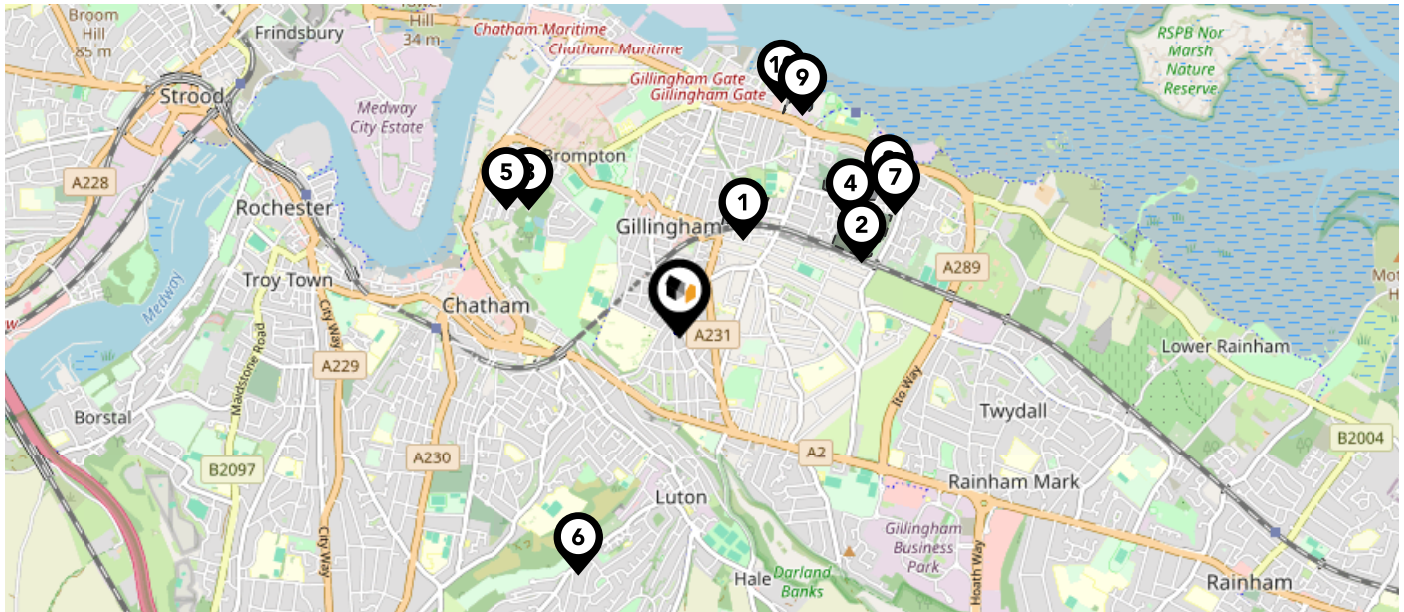 Broom
Hill
85 m
Frindsbury
Hill
34 m
Chatham Maritime
Chatham Maritime
RSPB Nor
Marsh
Nature
Reserve
Gillingham Gate
Gillingham Gate
1
9
Strood
Medway
City Estate
Brompton
A228
5
3
4
7
1
2
Rochester
Gillingham
A289
Troy Town
Medway
Chatham
City Way
A231
Lower Rainham
A229
Maidstone Road
Ito Way
Borstal
Twydall
B2004
A2
A230
B2097
Rainham Mark
Luton
City Way
6
Gillingham
Business
Park
Hoath Way
Hale
Darland
Banks
Rainham